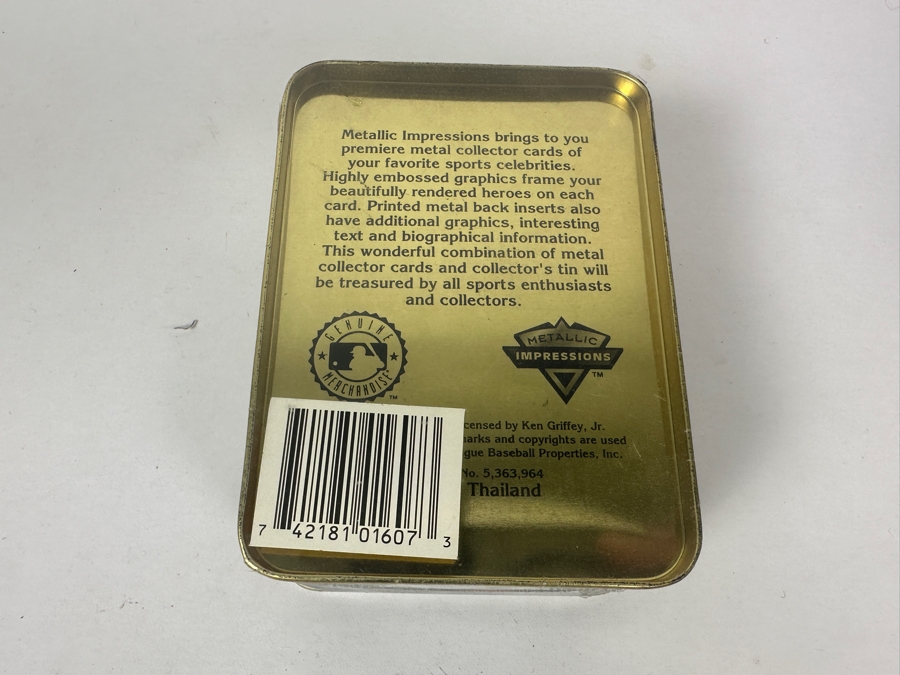 Metallic Impressions brings to you
premiere metal collector cards of
your favorite sports celebrities.
Highly embossed graphics frame your
beautifully rendered heroes on each
card. Printed metal back inserts also
have additional graphics, interesting
text and biographical information.
This wonderful combination of metal
collector cards and collector's tin will
be treasured by all sports enthusiasts
and collectors.
GENUINE
MERCHANDISE™
METALLIC
IMPRESSIONS
™
censed by Ken Griffey, Jr.
marks and copyrights are used
gue Baseball Properties, Inc.
No. 5,363,964
Thailand
7 42181 01607 3